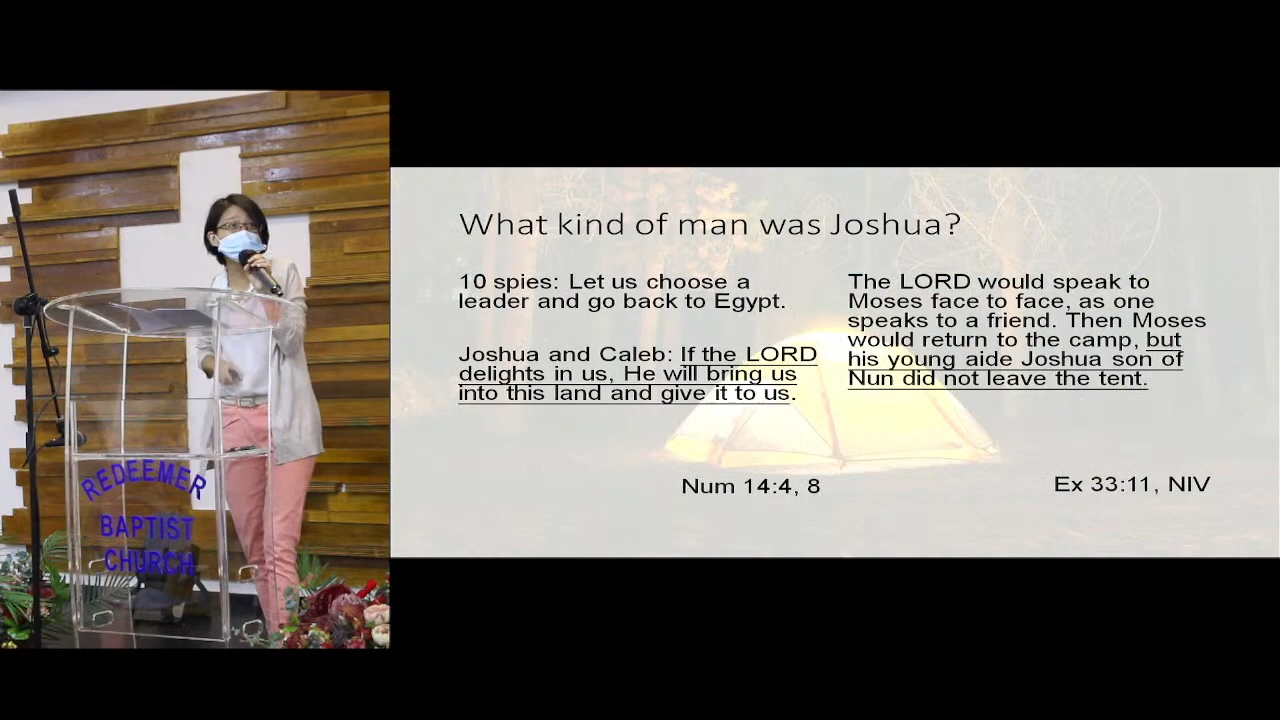 What kind of man was Joshua?
10 spies: Let us choose a
leader and go back to Egypt.
Joshua and Caleb: If the LORD
delights in us, He will bring us
into this land and give it to us.
Num 14:4, 8
The LORD would speak to
Moses face to face, as one
speaks to a friend. Then Moses
would return to the camp, but
his young aide Joshua son of
Nun did not leave the tent.
Ex 33:11, NIV
REDEEMER
BAPTIST
CHURCH